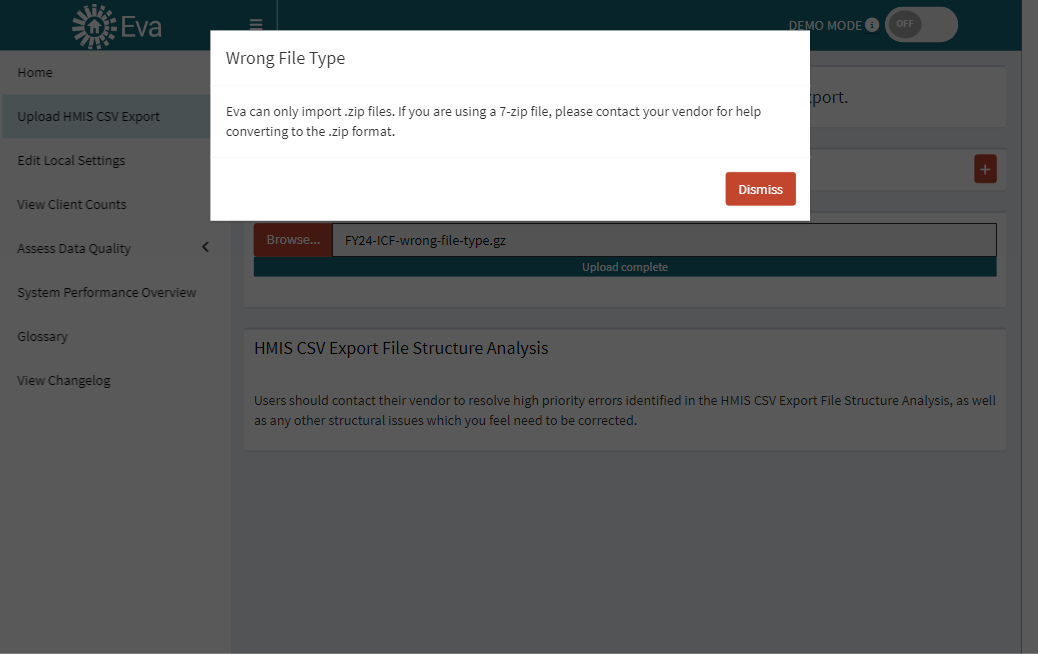 Eva
DEMO MODE
OFF
Wrong File Type
Eva can only import .zip files. If you are using a 7-zip file, please contact your vendor for help
converting to the .zip format.
Dismiss
Home
Upload HMIS CSV Export
Edit Local Settings
View Client Counts
Assess Data Quality
System Performance Overview
Glossary
View Changelog
port.
+
Browse...
FY24-ICF-wrong-file-type.gz
Upload complete
HMIS CSV Export File Structure Analysis
Users should contact their vendor to resolve high priority errors identified in the HMIS CSV Export File Structure Analysis, as well
as any other structural issues which you feel need to be corrected.